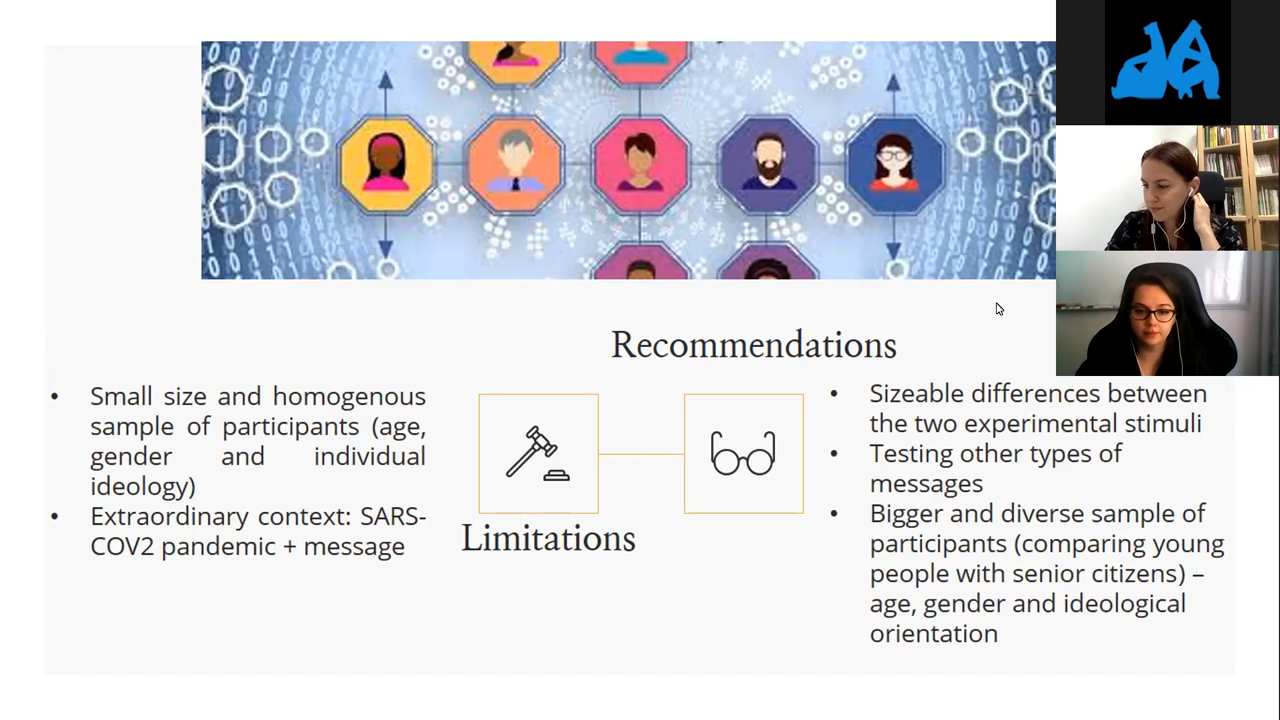 Recommendations
• Small size and homogenous
sample of participants (age,
gender and individual
ideology)
• Extraordinary context: SARS-
COV2 pandemic + message
Limitations
• Sizeable differences between
the two experimental stimuli
• Testing other types of
messages
• Bigger and diverse sample of
participants (comparing young
people with senior citizens) –
age, gender and ideological
orientation